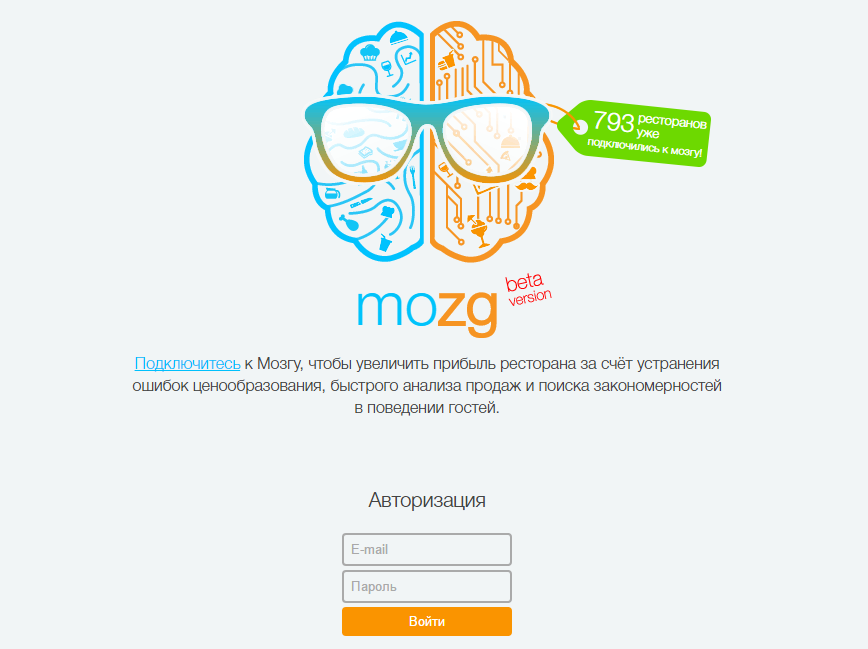 793 ресторанов
уже
подключились к мозгу!
mozg
beta
version
Подключитесь к Мозгу, чтобы увеличить прибыль ресторана за счёт устранения
ошибок ценообразования, быстрого анализа продаж и поиска закономерностей
в поведении гостей.
Авторизация
E-mail
Пароль
Войти